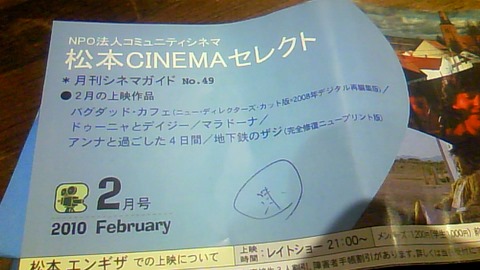 NPO法人コミュニティシネマ
松本CINEMAセレクト
＊月刊シネマガイド No.49
●2月の上映作品
バグダッド・カフェ(ニュー・ディレクターズ・カット版*2008年デジタル再編集版)／
ドゥーニャとデイジー／マラドーナ／
アンナと過ごした4日間／地下鉄のザジ(完全修復ニュープリント版)
2月号
2010 February
松本 エンギザ での上映について
上映時間：レイトショー 21:00～